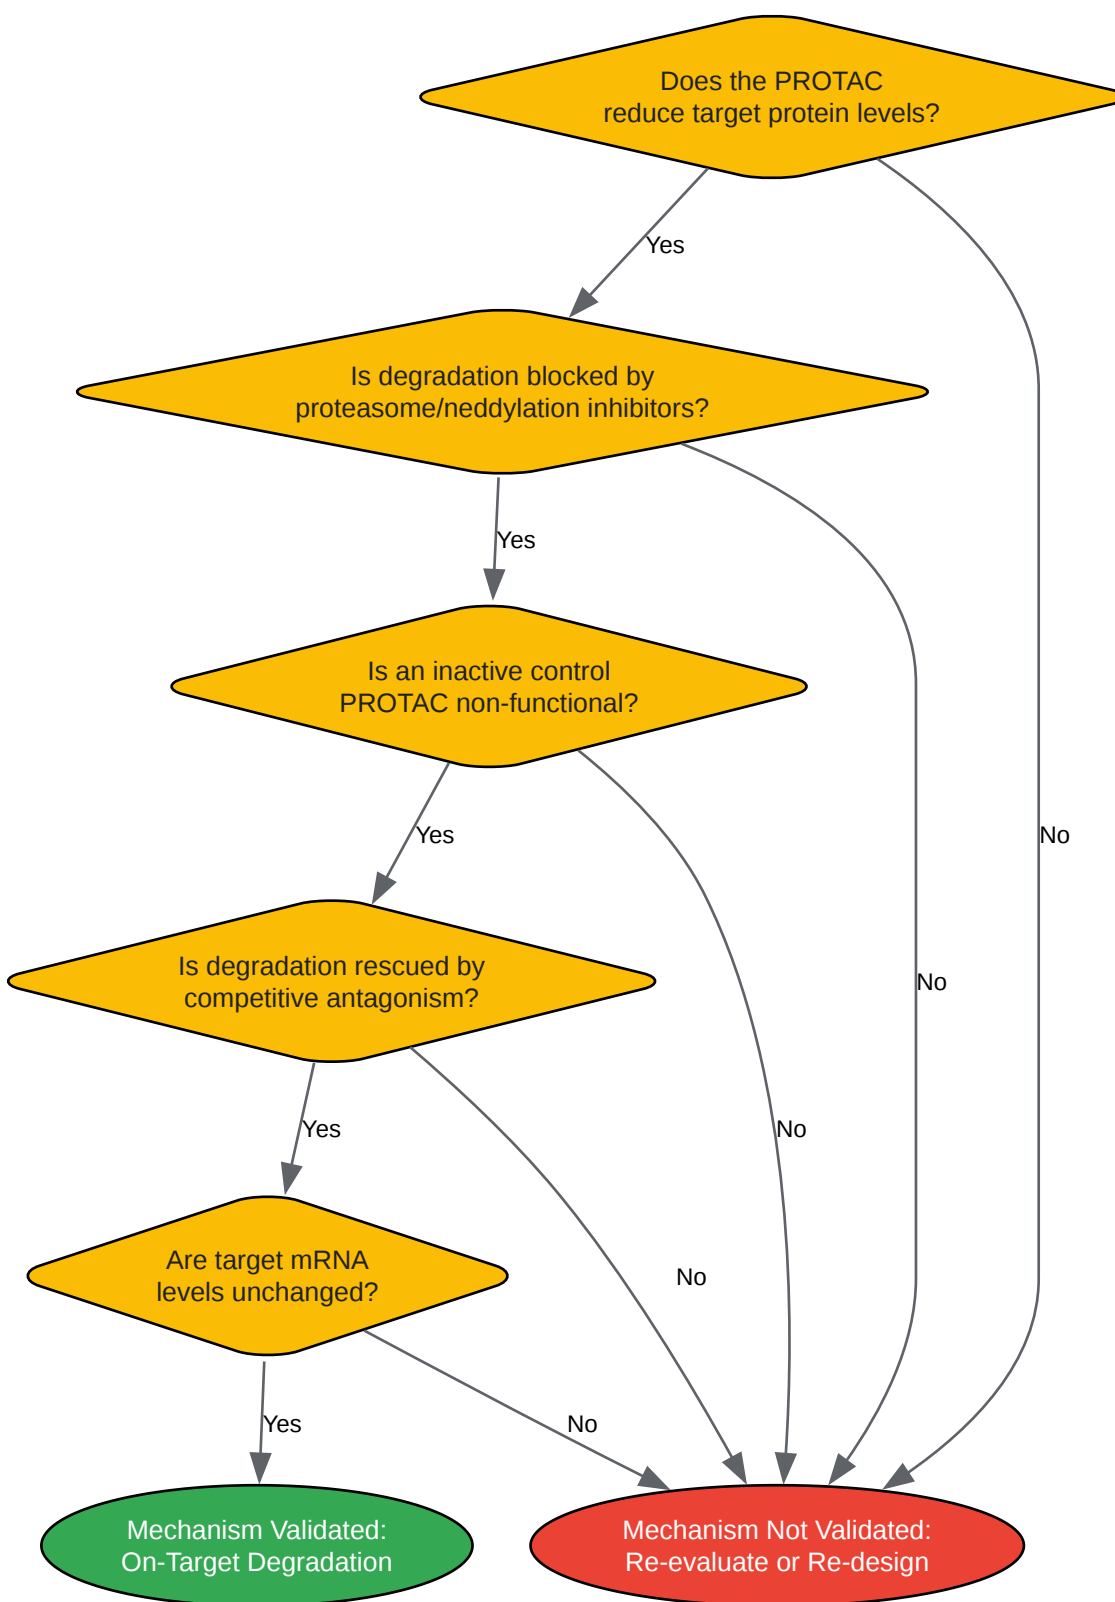 Does the PROTAC
reduce target protein levels?
Yes
Is degradation blocked by
proteasome/neddylation inhibitors?
Yes
Is an inactive control
PROTAC non-functional?
Yes
No
Is degradation rescued by
competitive antagonism?
No
Yes
No
Are target mRNA
levels unchanged?
No
Yes
No
Mechanism Validated:
On-Target Degradation
Mechanism Not Validated:
Re-evaluate or Re-design